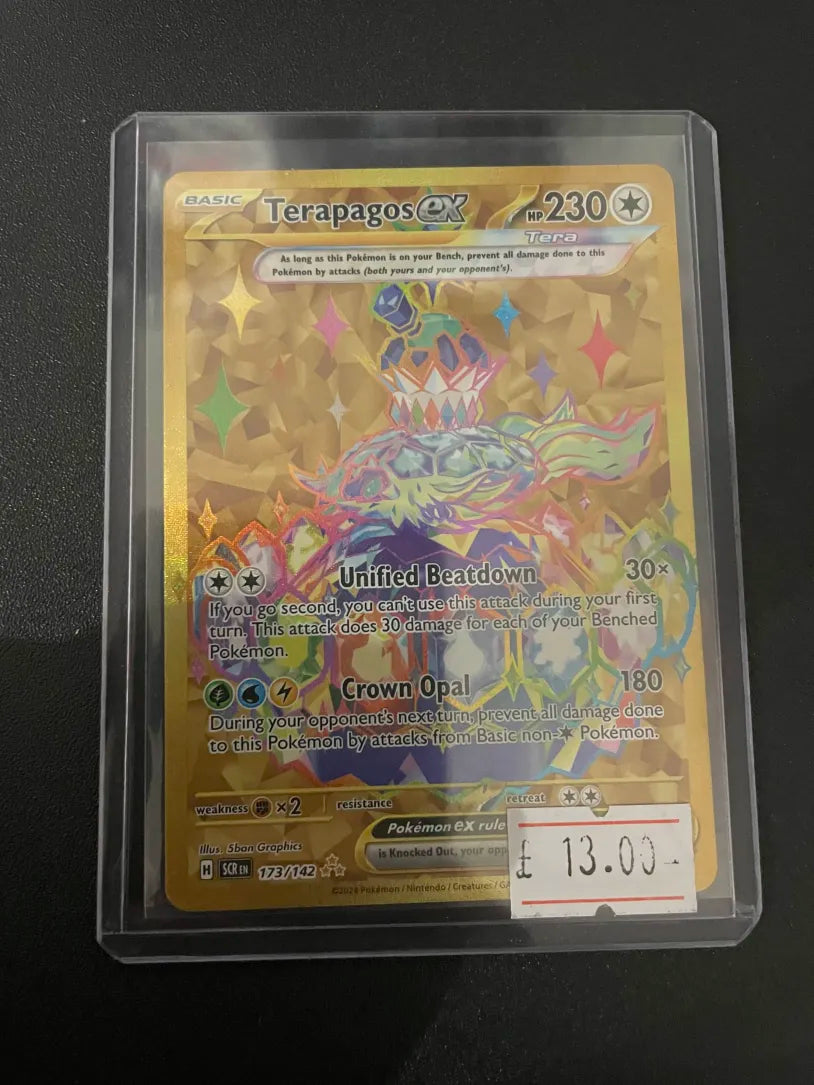 BASIC Terapagos ex HP 230
Tera
As long as this Pokémon is on your Bench, prevent all damage done to this
Pokémon by attacks (both yours and your opponent's).
Unified Beatdown 30×
If you go second, you can't use this attack during your first
turn. This attack does 30 damage for each of your Benched
Pokémon.
Crown Opal 180
During your opponent's next turn, prevent all damage done
to this Pokémon by attacks from Basic non- Pokémon.
weakness ×2 resistance retreat
Pokémon ex rule
is Knocked Out, your opp
Illus. 5ban Graphics
H SCR EN 173/142
©2024 Pokémon / Nintendo / Creatures / GA
£ 13.00-